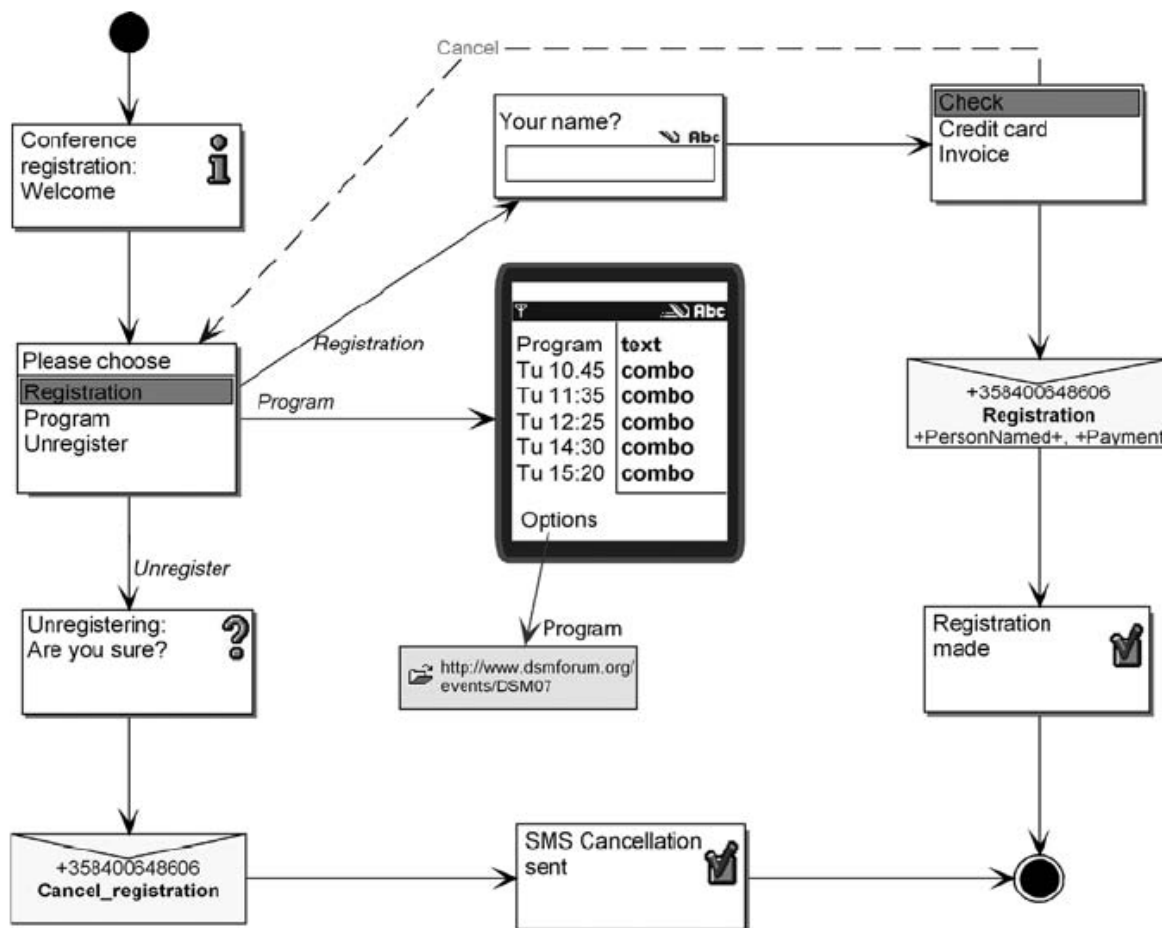 Cancel
Conference
registration:
Welcome
Your name?
Abc
Check
Credit card
Invoice
Please choose
Registration
Program
Unregister
Registration
Program
Abc
Program text
Tu 10.45 combo
Tu 11:35 combo
Tu 12:25 combo
Tu 14:30 combo
Tu 15:20 combo
Options
+358400648606
Registration
+PersonNamed+, +Payment
Unregister
Unregistering:
Are you sure?
Program
http://www.dsmforum.org/
events/DSM07
Registration
made
+358400648606
Cancel_registration
SMS Cancellation
sent